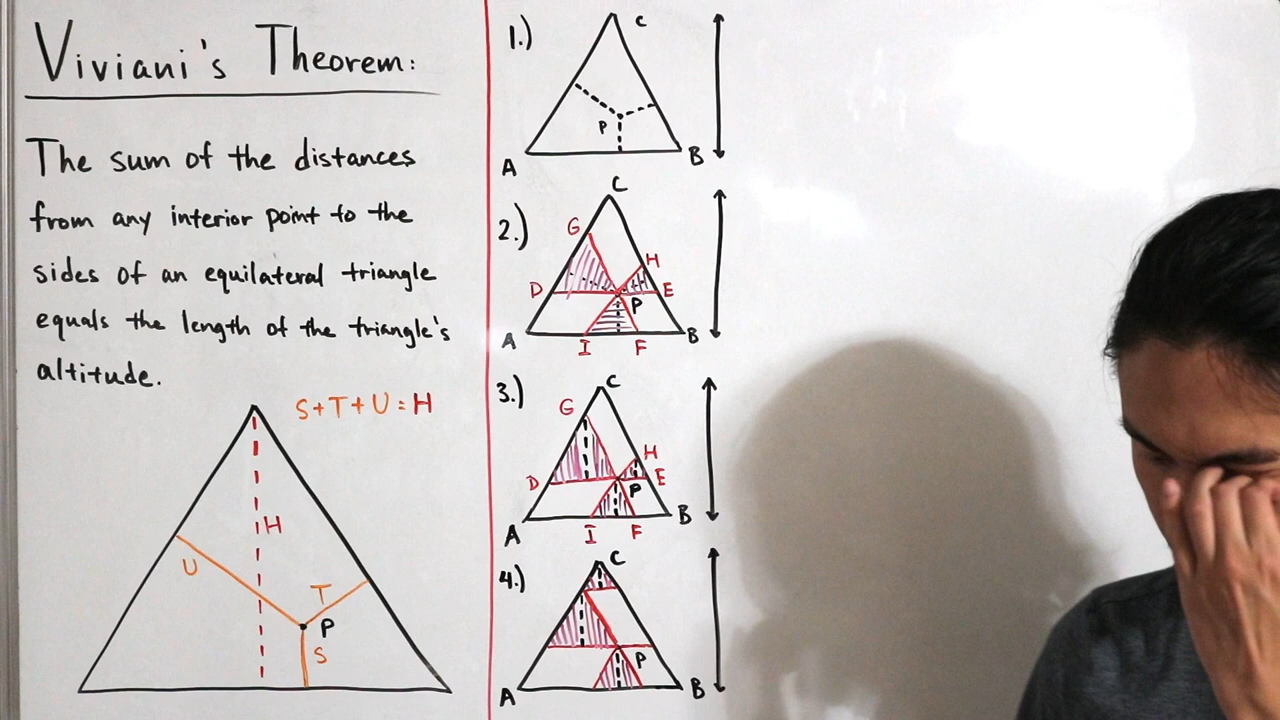 Viviani's Theorem:
The sum of the distances
from any interior point to the
sides of an equilateral triangle
equals the length of the triangle's
altitude.
S+T+U=H
H
U
T
P
S
1.)
C
P
A
B
2.)
C
G
H
D
E
P
A
B
I
F
3.)
C
G
H
D
E
P
A
B
I
F
4.)
C
P
A
B